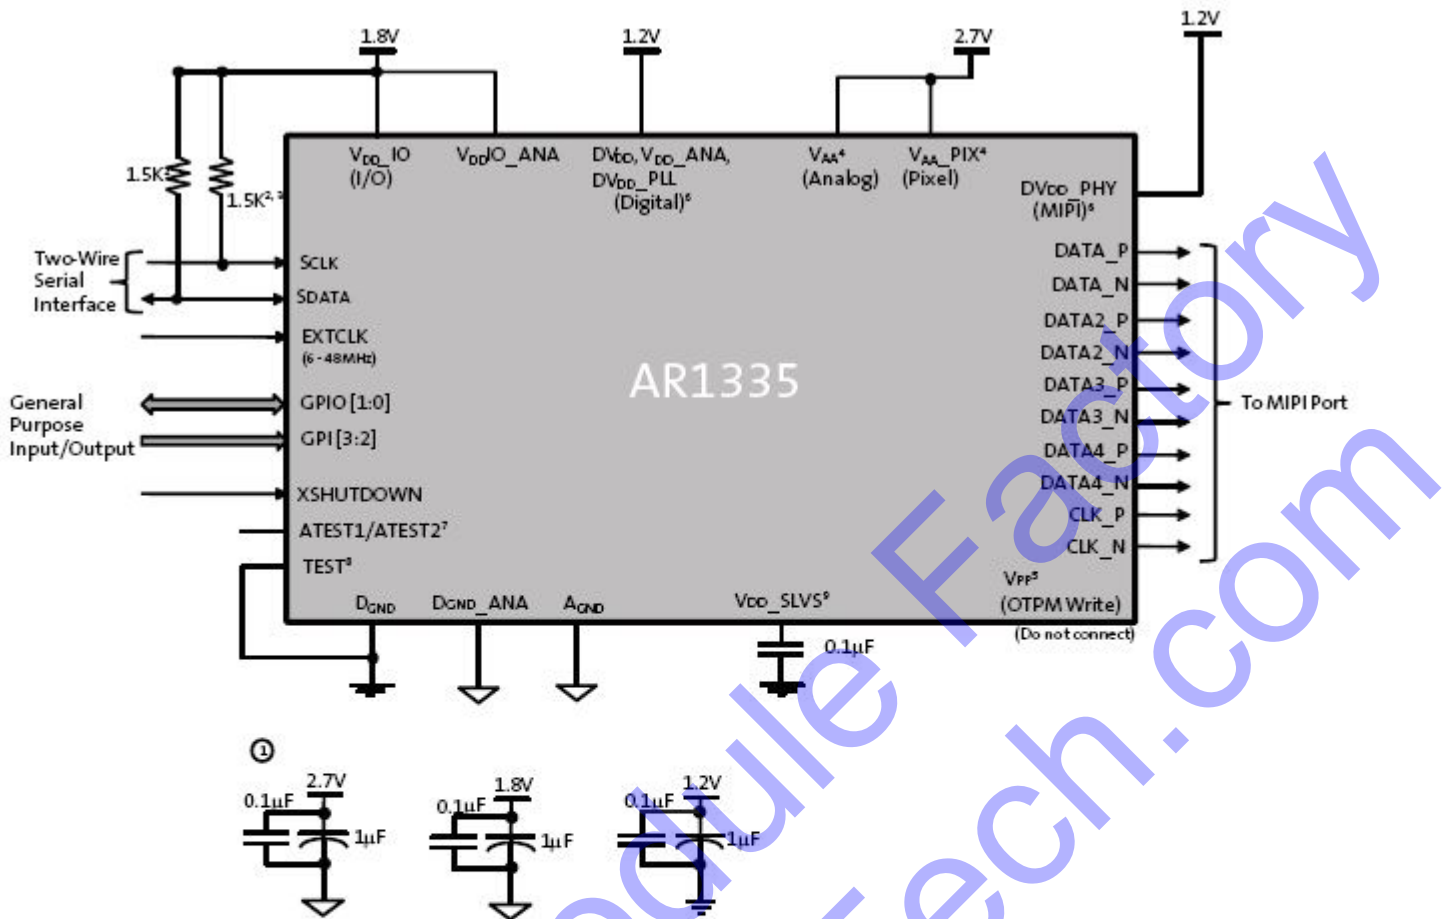 1.8V
1.2V
2.7V
1.2V
VDD_IO
(I/O)
VDDIO_ANA
DVDD, VDD_ANA,
DVDD_PLL
(Digital)⁶
VAA⁴
(Analog)
VAA_PIX⁴
(Pixel)
DVDD_PHY
(MIPI)⁶
1.5K²
1.5K²,³
Two-Wire
Serial
Interface
SCLK
SDATA
EXTCLK
(6 - 48MHz)
General
Purpose
Input/Output
GPIO [1:0]
GPI [3:2]
XSHUTDOWN
ATEST1/ATEST2⁷
TEST⁸
AR1335
DATA_P
DATA_N
DATA2_P
DATA2_N
DATA3_P
DATA3_N
DATA4_P
DATA4_N
CLK_P
CLK_N
To MIPI Port
DGND
DGND_ANA
AGND
VDD_SLVS⁹
VPP⁵
(OTPM Write)
(Do not connect)
0.1μF
1
2.7V
0.1μF
1μF
1.8V
0.1μF
1μF
1.2V
0.1μF
1μF
odule Factory
Tech.com